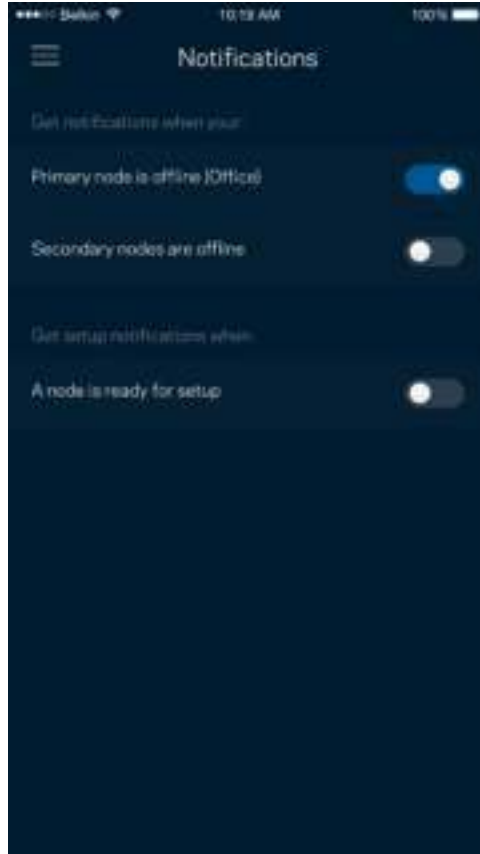 Belkin 10:19 AM 100%
Notifications
Get notifications when your:
Primary node is offline (Office)
Secondary nodes are offline
Get setup notifications when:
A node is ready for setup